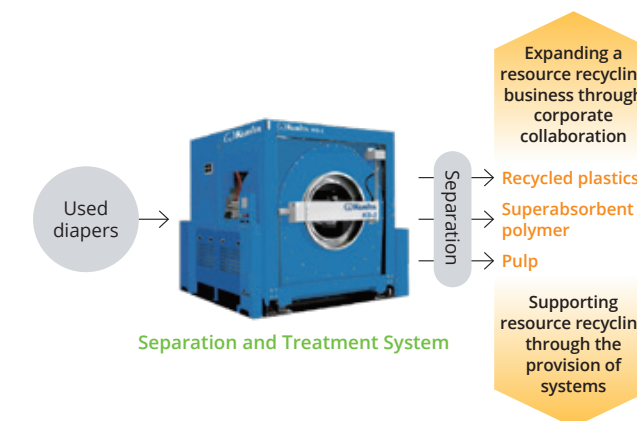 Expanding a
resource recyclin
business through
corporate
collaboration
Used
diapers
Separation
Recycled plastics
Superabsorbent
polymer
Pulp
Separation and Treatment System
Supporting
resource recyclin
through the
provision of
systems